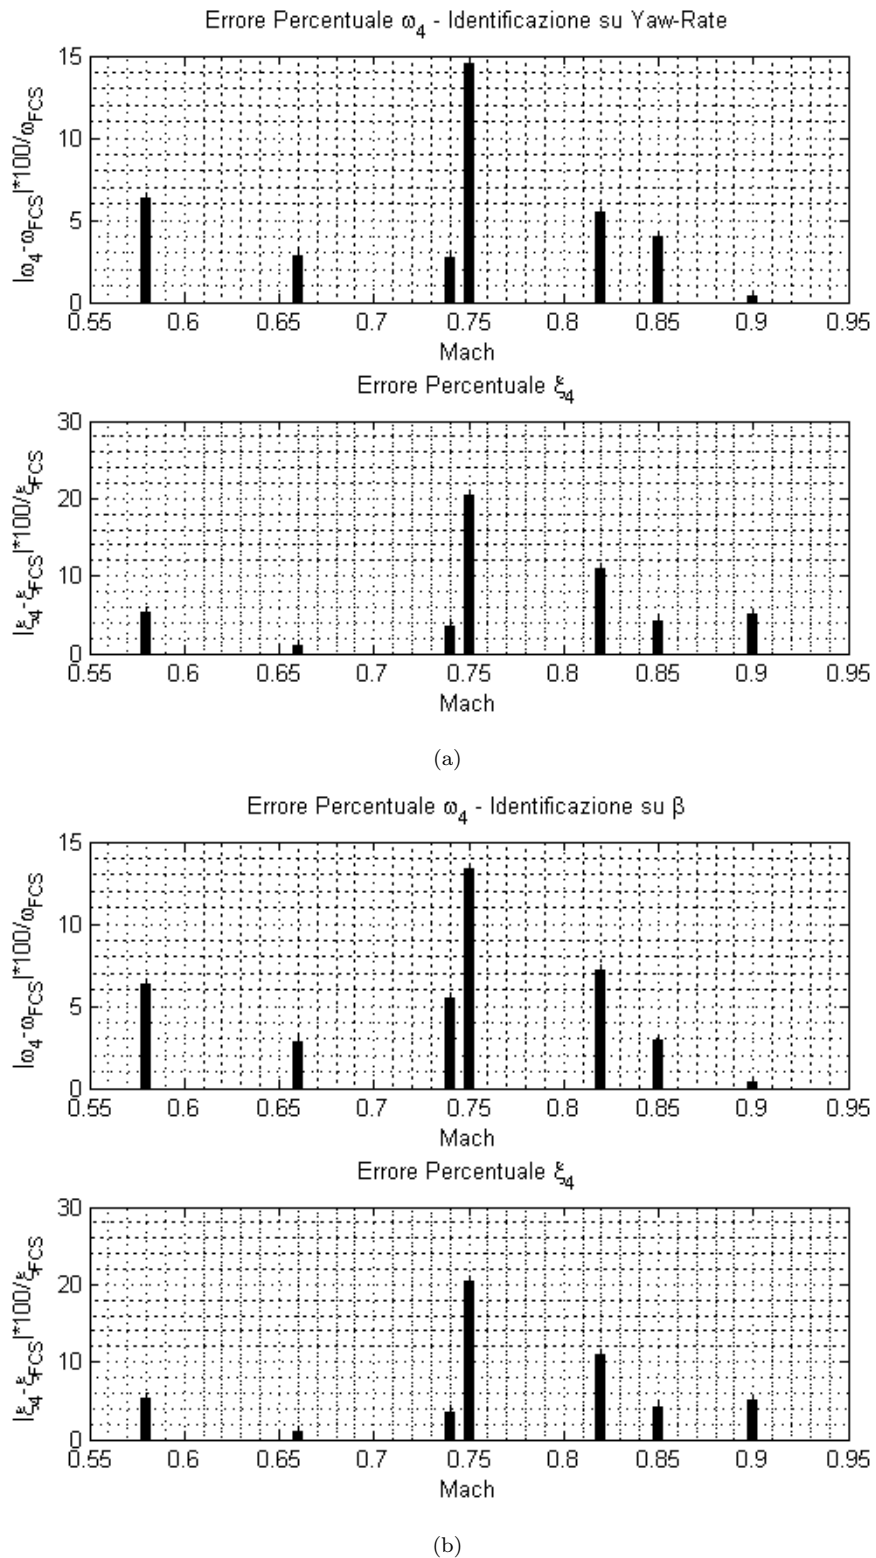 Errore Percentuale ω4 - Identificazione su Yaw-Rate
|ω4-ωFCS|*100/ωFCS
15
10
5
0
0.55 0.6 0.65 0.7 0.75 0.8 0.85 0.9 0.95
Mach
Errore Percentuale ξ4
|ξ4-ξFCS|*100/ξFCS
30
20
10
0
0.55 0.6 0.65 0.7 0.75 0.8 0.85 0.9 0.95
Mach
(a)
Errore Percentuale ω4 - Identificazione su β
|ω4-ωFCS|*100/ωFCS
15
10
5
0
0.55 0.6 0.65 0.7 0.75 0.8 0.85 0.9 0.95
Mach
Errore Percentuale ξ4
|ξ4-ξFCS|*100/ξFCS
30
20
10
0
0.55 0.6 0.65 0.7 0.75 0.8 0.85 0.9 0.95
Mach
(b)